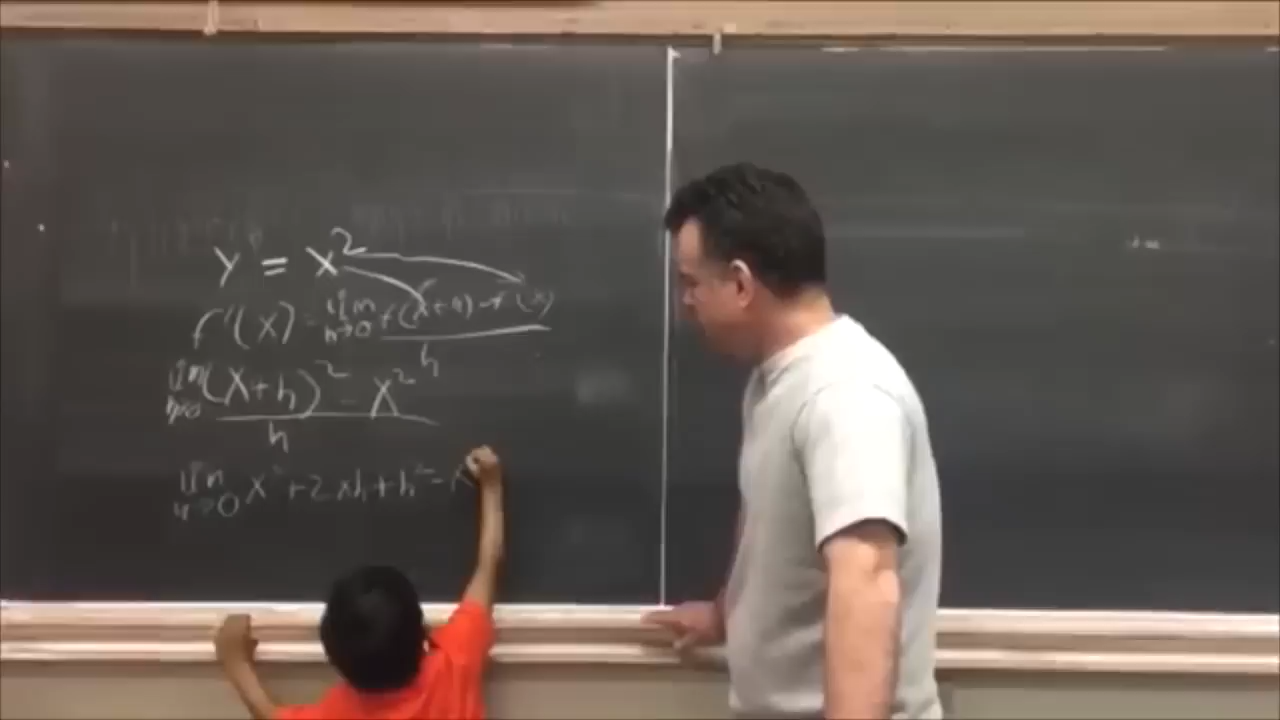 y = x²
f'(x) = lim h→0 f(x+h) - f(x) / h
lim h→0 (x+h)² - x² / h
lim h→0 x² + 2xh + h² - x